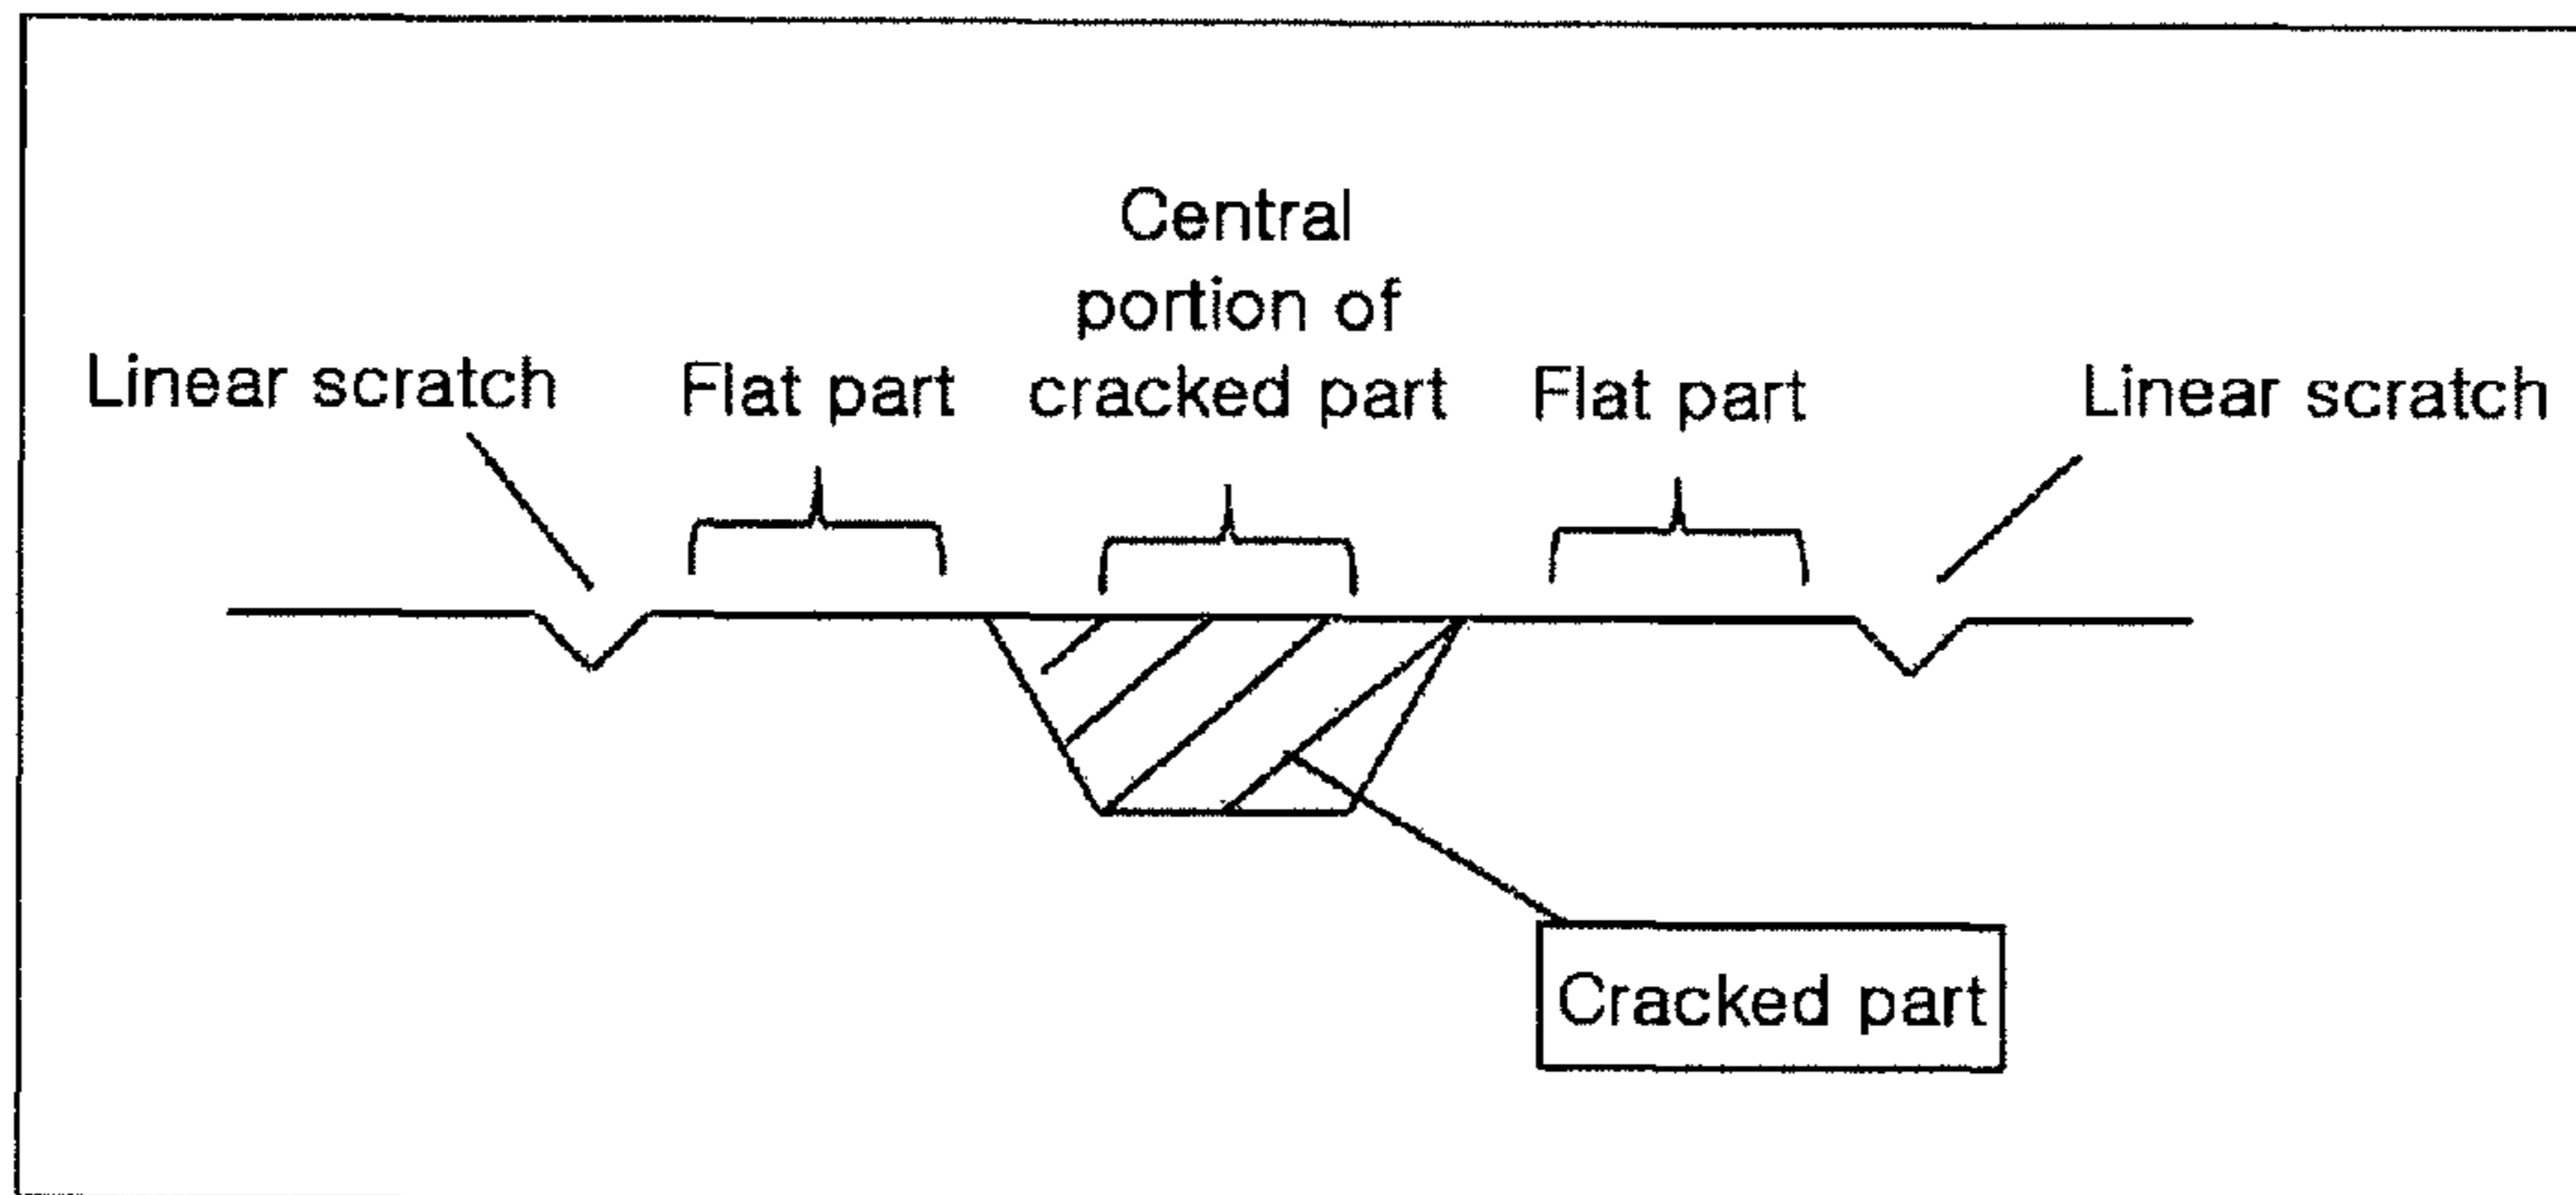 Central
portion of
cracked part
Linear scratch
Flat part
Flat part
Linear scratch
Cracked part